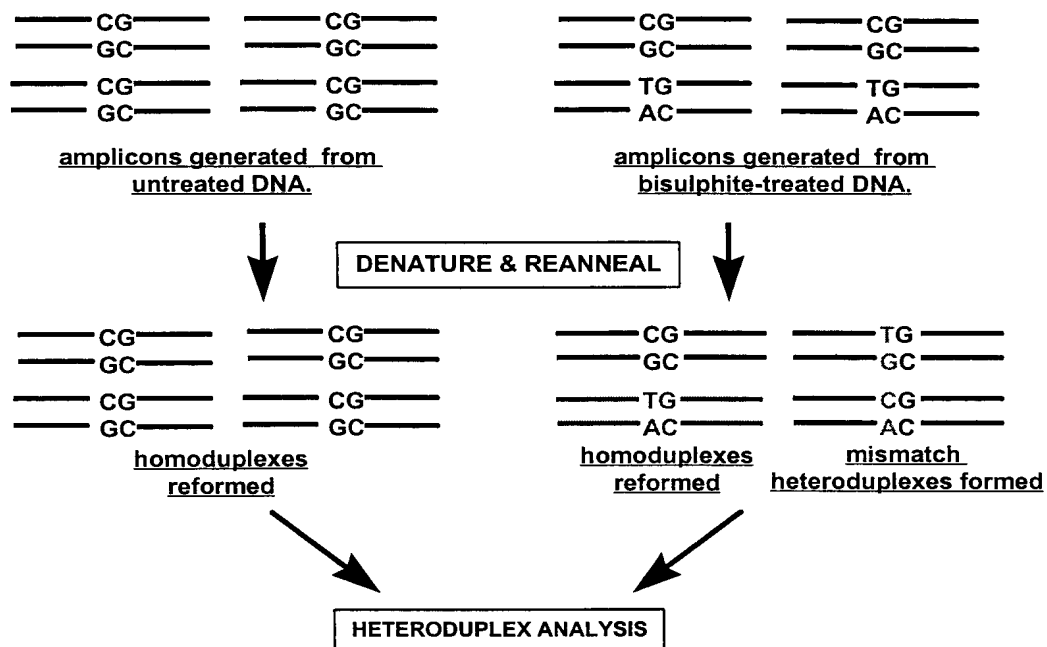 CG CG CG CG
GC GC GC GC
CG CG TG TG
GC GC AC AC
amplicons generated from
untreated DNA.
amplicons generated from
bisulphite-treated DNA.
DENATURE & REANNEAL
CG CG CG TG
GC GC GC GC
CG CG TG CG
GC GC AC AC
homoduplexes
reformed
homoduplexes
reformed
mismatch
heteroduplexes formed
HETERODUPLEX ANALYSIS